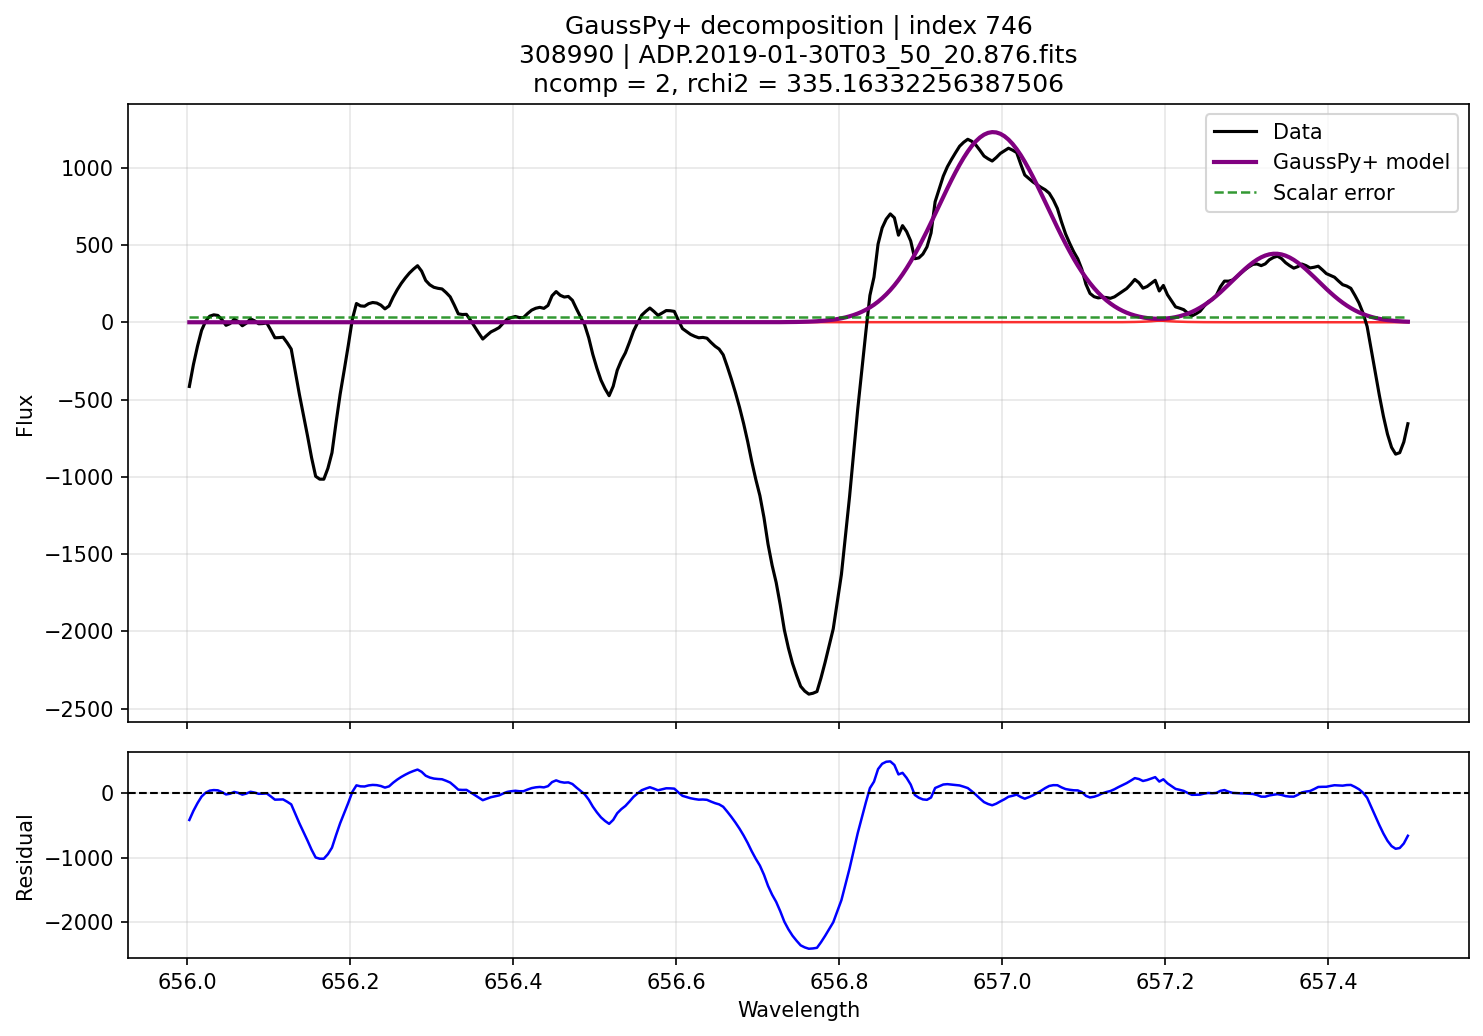 GaussPy+ decomposition | index 746
308990 | ADP.2019-01-30T03_50_20.876.fits
ncomp = 2, rchi2 = 335.16332256387506
Data
GaussPy+ model
Scalar error
1000
500
0
−500
−1000
−1500
−2000
−2500
Flux
0
−1000
−2000
Residual
656.0 656.2 656.4 656.6 656.8 657.0 657.2 657.4
Wavelength